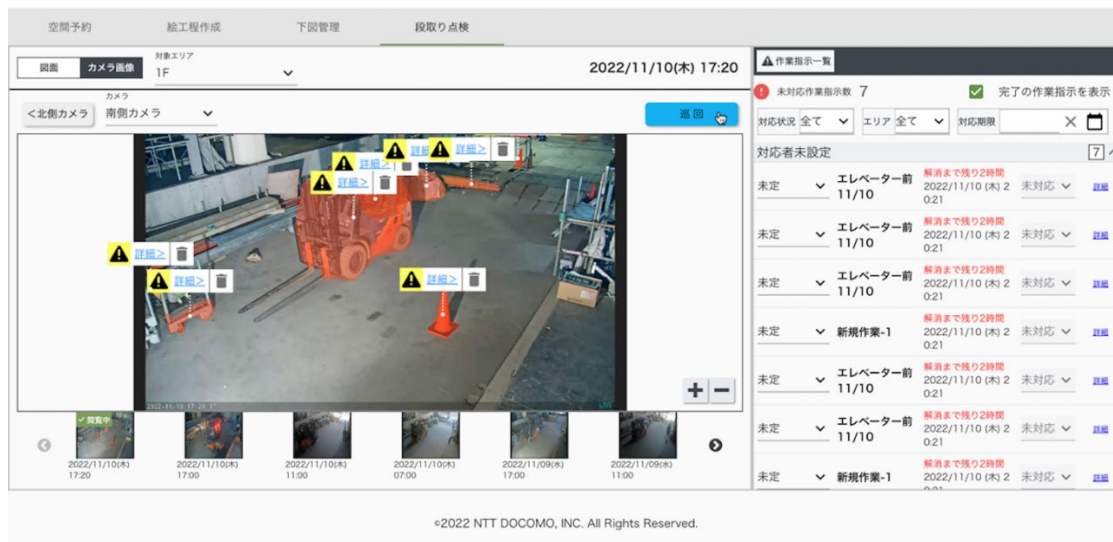 空間予約
絵工程作成
下図管理
段取り点検
図面
カメラ画像
対象エリア
1F
2022/11/10(木) 17:20
カメラ
<北側カメラ
南側カメラ
巡回
詳細>
詳細>
詳細>
詳細>
詳細>
詳細>
詳細>
+ −
LIVE
閲覧中
2022/11/10(木)
17:20
2022/11/10(木)
17:00
2022/11/10(木)
11:00
2022/11/10(木)
07:00
2022/11/09(水)
17:00
2022/11/09(水)
11:00
作業指示一覧
未対応作業指示数 7
完了の作業指示を表示
対応状況 全て エリア 全て 対応期限
対応者未設定 7
未定 エレベーター前 11/10 解消まで残り2時間 2022/11/10 (木) 20:21 未対応 詳細
未定 エレベーター前 11/10 解消まで残り2時間 2022/11/10 (木) 20:21 未対応 詳細
未定 エレベーター前 11/10 解消まで残り2時間 2022/11/10 (木) 20:21 未対応 詳細
未定 新規作業-1 解消まで残り2時間 2022/11/10 (木) 20:21 未対応 詳細
未定 エレベーター前 11/10 解消まで残り2時間 2022/11/10 (木) 20:21 未対応 詳細
未定 エレベーター前 11/10 解消まで残り2時間 2022/11/10 (木) 20:21 未対応 詳細
未定 新規作業-1 解消まで残り2時間 2022/11/10 (木) 2 未対応 詳細
©2022 NTT DOCOMO, INC. All Rights Reserved.